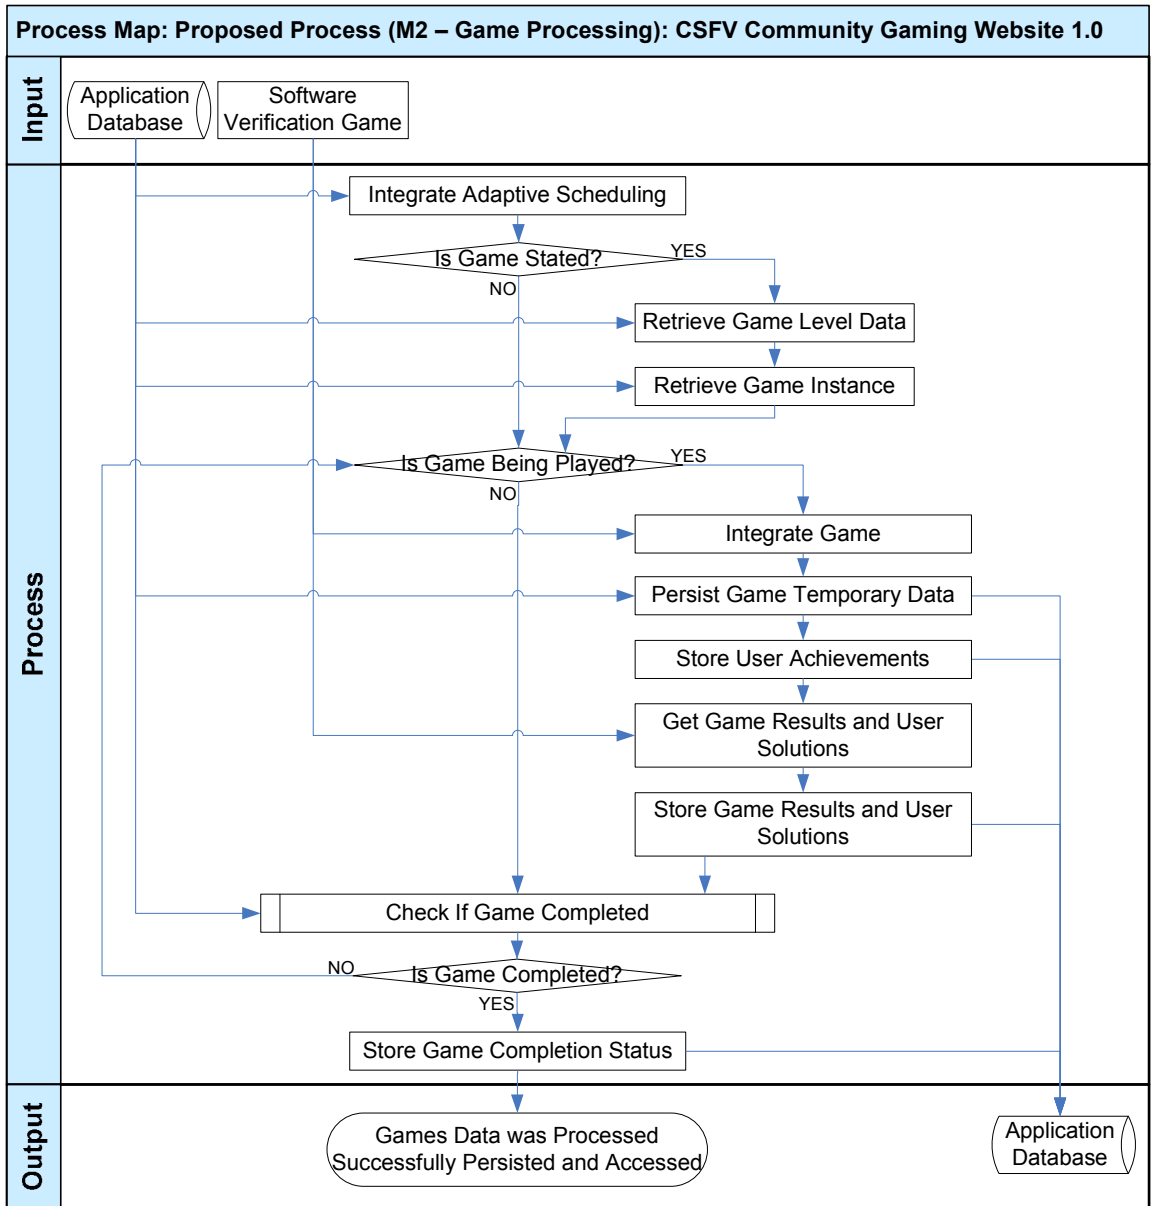 Process Map: Proposed Process (M2 – Game Processing): CSFV Community Gaming Website 1.0
Input
Application
Database
Software
Verification Game
Process
Integrate Adaptive Scheduling
Is Game Stated?
YES
NO
Retrieve Game Level Data
Retrieve Game Instance
Is Game Being Played?
YES
NO
Integrate Game
Persist Game Temporary Data
Store User Achievements
Get Game Results and User
Solutions
Store Game Results and User
Solutions
Check If Game Completed
NO
Is Game Completed?
YES
Store Game Completion Status
Output
Games Data was Processed
Successfully Persisted and Accessed
Application
Database